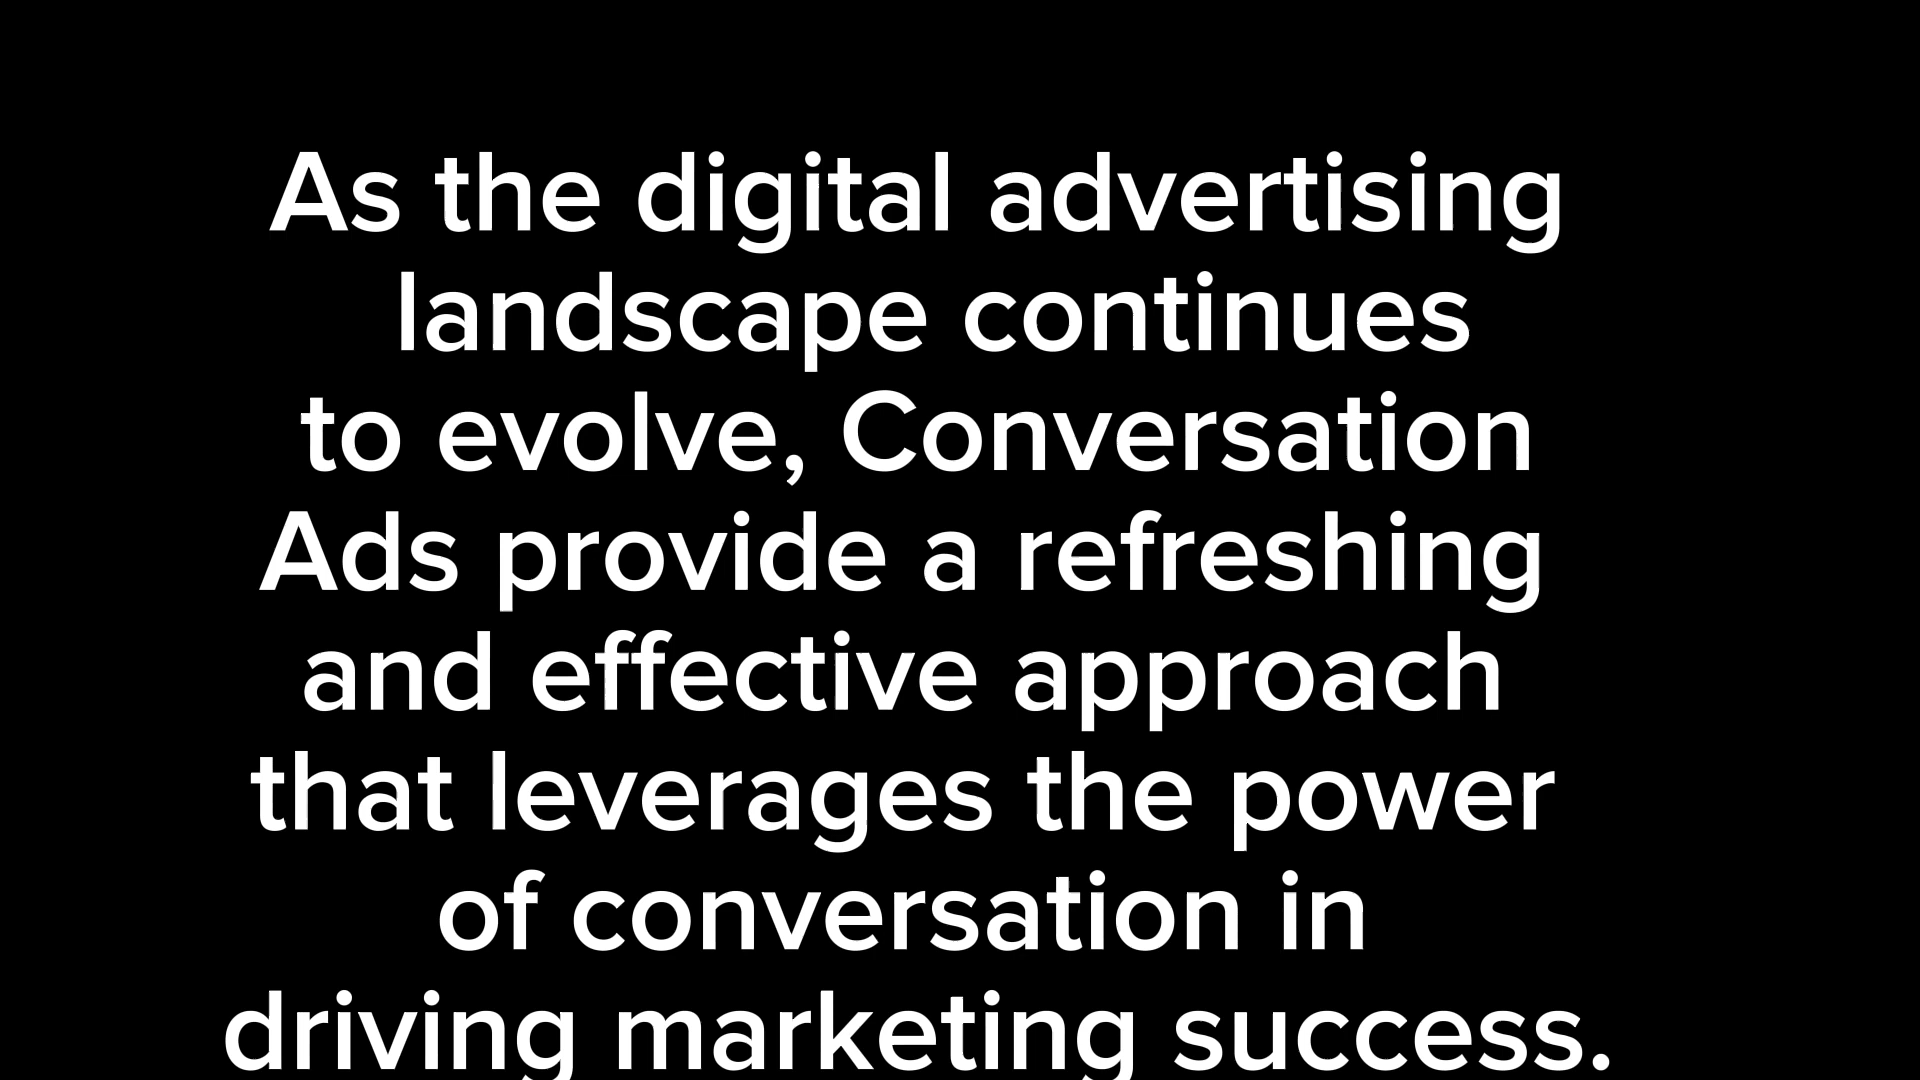 As the digital advertising
landscape continues
to evolve, Conversation
Ads provide a refreshing
and effective approach
that leverages the power
of conversation in
driving marketing success.